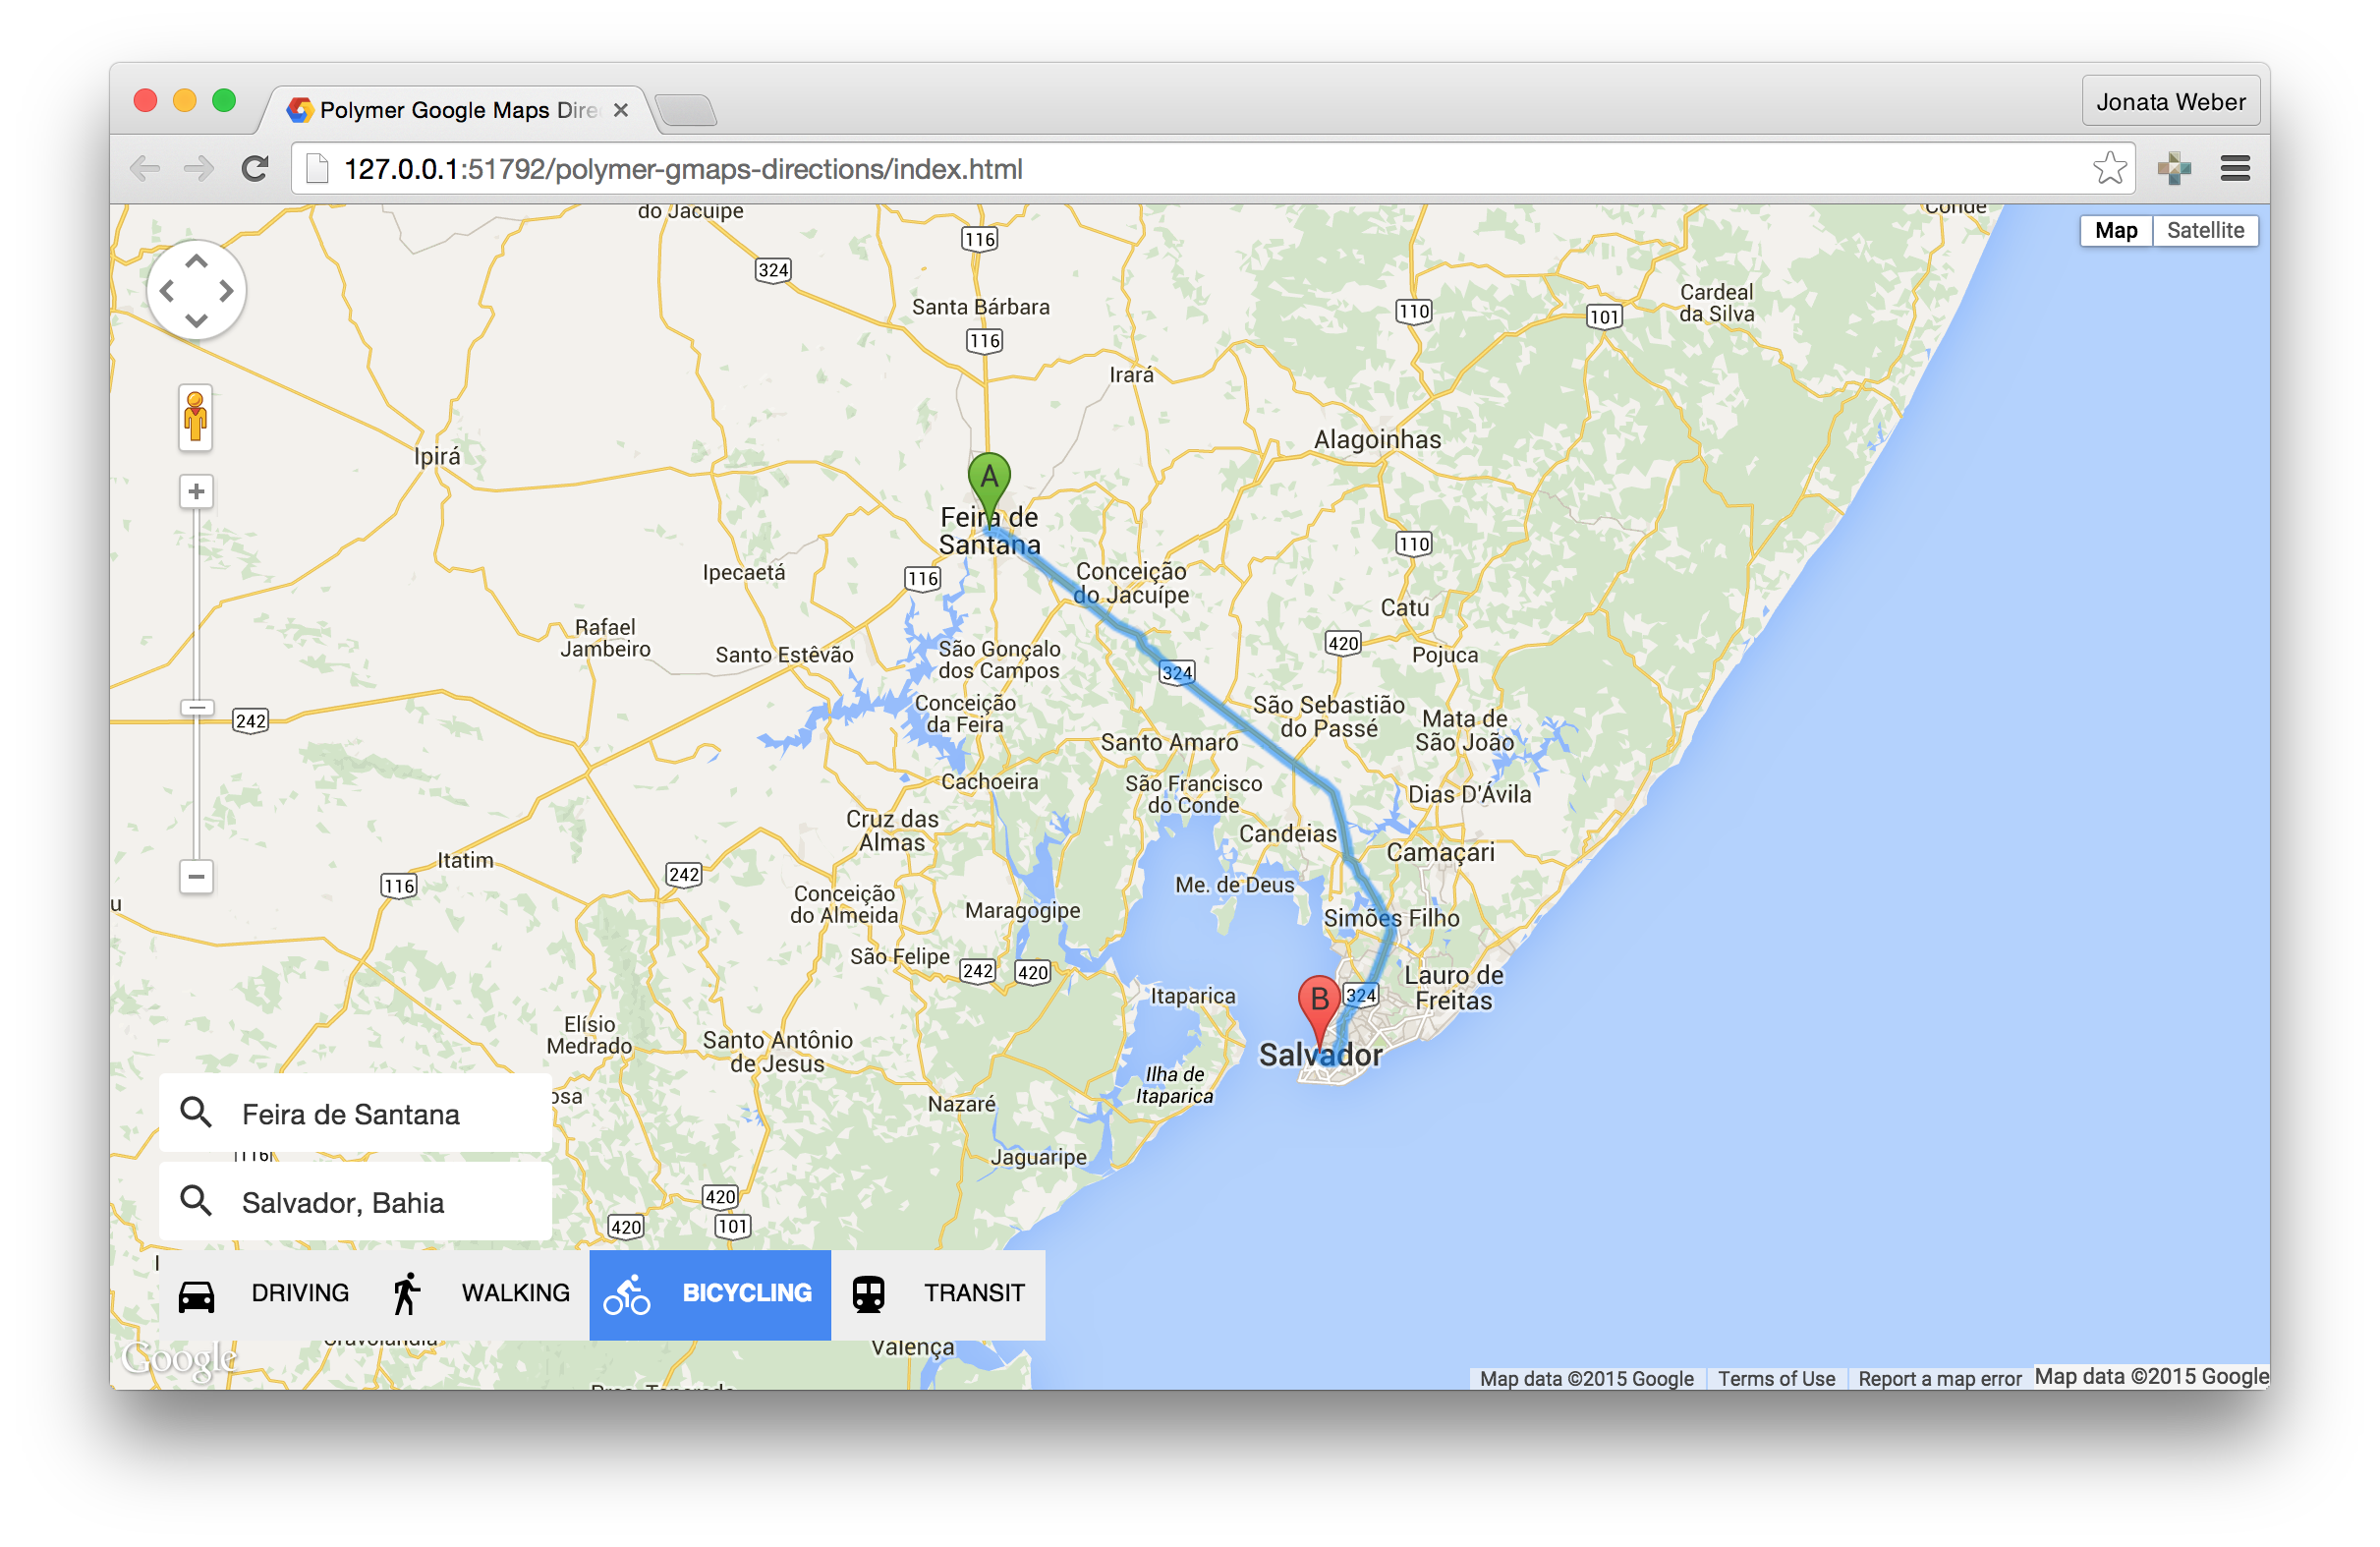 Polymer Google Maps Dire
Jonata Weber
127.0.0.1:51792/polymer-gmaps-directions/index.html
do Jacuípe
Conde
Map
Satellite
116
324
Santa Bárbara
116
110
101
Cardeal
da Silva
Irará
Ipirá
Alagoinhas
A
Feira de
Santana
110
Ipecaetá
116
Conceição
do Jacuípe
Catu
Rafael
Jambeiro
Santo Estêvão
São Gonçalo
dos Campos
324
420
Pojuca
242
Conceição
da Feira
São Sebastião
do Passé
Mata de
São João
Santo Amaro
Cachoeira
São Francisco
do Conde
Dias D'Ávila
Cruz das
Almas
Candeias
Camaçari
Itatim
116
242
Me. de Deus
u
Conceição
do Almeida
Maragogipe
Simões Filho
São Felipe
242
420
Itaparica
B
324
Lauro de
Freitas
Elísio
Medrado
Santo Antônio
de Jesus
Salvador
Ilha de
Itaparica
osa
Nazaré
Feira de Santana
116
Jaguaripe
Salvador, Bahia
420
420
101
DRIVING
WALKING
BICYCLING
TRANSIT
Valença
Google
Map data ©2015 Google
Terms of Use
Report a map error
Map data ©2015 Google